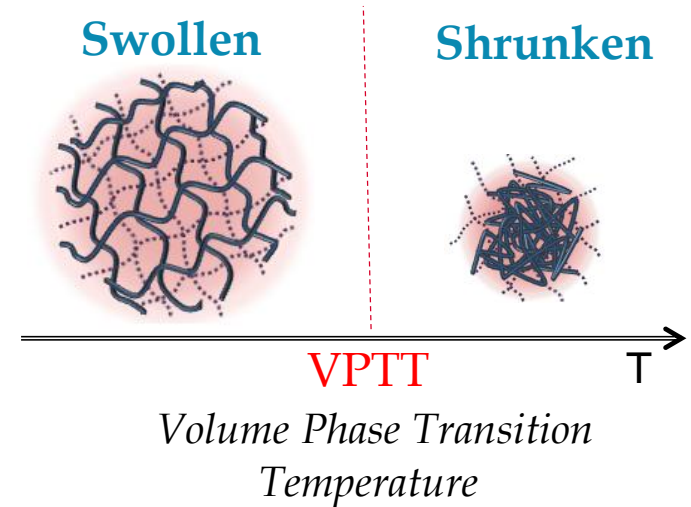 Swollen
Shrunken
VPTT
T
Volume Phase Transition
Temperature